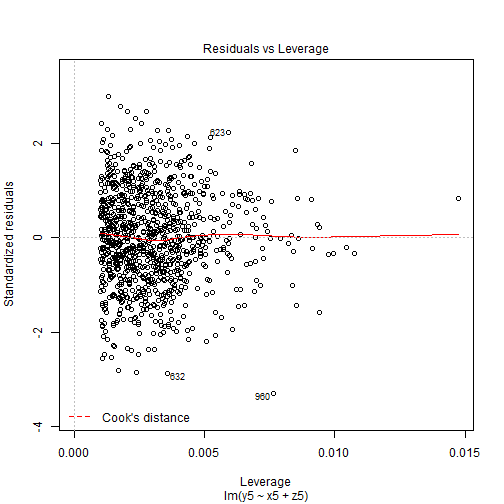 Residuals vs Leverage
Standardized residuals
2
0
-2
-4
623
632
960
Cook's distance
0.000 0.005 0.010 0.015
Leverage
lm(y5 ~ x5 + z5)